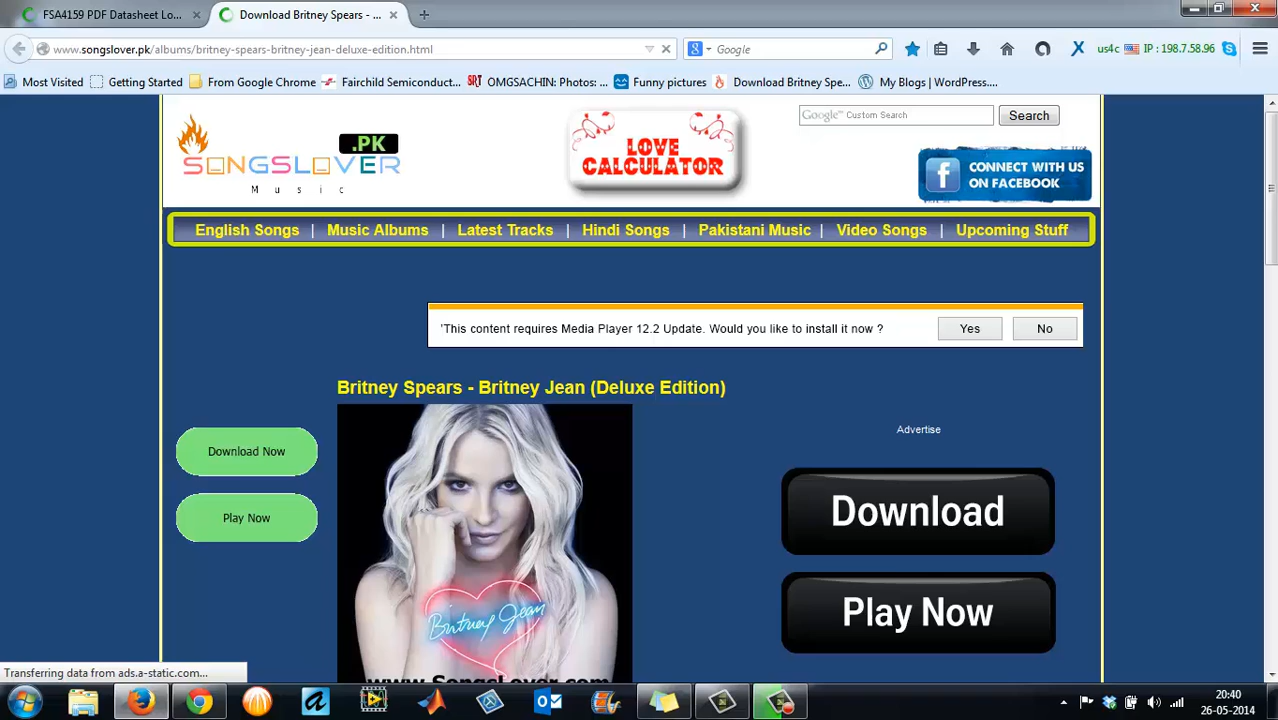 FSA4159 PDF Datasheet Lo...
Download Britney Spears - ...
www.songslover.pk/albums/britney-spears-britney-jean-deluxe-edition.html
Google
us4c
IP : 198.7.58.96
Most Visited
Getting Started
From Google Chrome
Fairchild Semiconduct...
SRT
OMGSACHIN: Photos: ...
Funny pictures
Download Britney Spe...
My Blogs | WordPress....
.PK
SONGSLOVER
Music
LOVE
CALCULATOR
Google™ Custom Search
Search
CONNECT WITH US
ON FACEBOOK
English Songs | Music Albums | Latest Tracks | Hindi Songs | Pakistani Music | Video Songs | Upcoming Stuff
'This content requires Media Player 12.2 Update. Would you like to install it now ?
Yes
No
Britney Spears - Britney Jean (Deluxe Edition)
Advertise
Download Now
Play Now
Download
Play Now
Britney Jean
www.SongsLover.com
Transferring data from ads.a-static.com...
20:40
26-05-2014